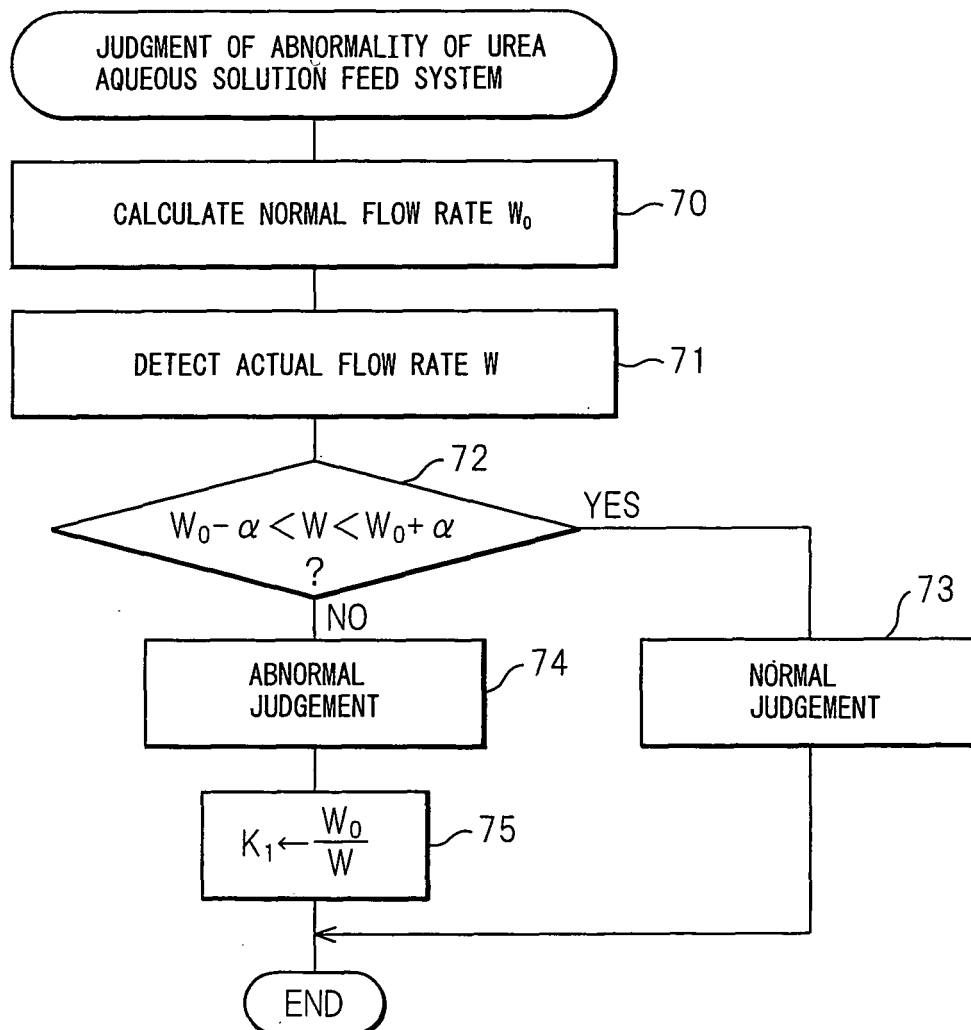 JUDGMENT OF ABNORMALITY OF UREA
AQUEOUS SOLUTION FEED SYSTEM
CALCULATE NORMAL FLOW RATE W₀
70
DETECT ACTUAL FLOW RATE W
71
72
W₀-α<W<W₀+α
?
YES
NO
73
74
ABNORMAL
JUDGEMENT
NORMAL
JUDGEMENT
K₁←W₀/W
75
END